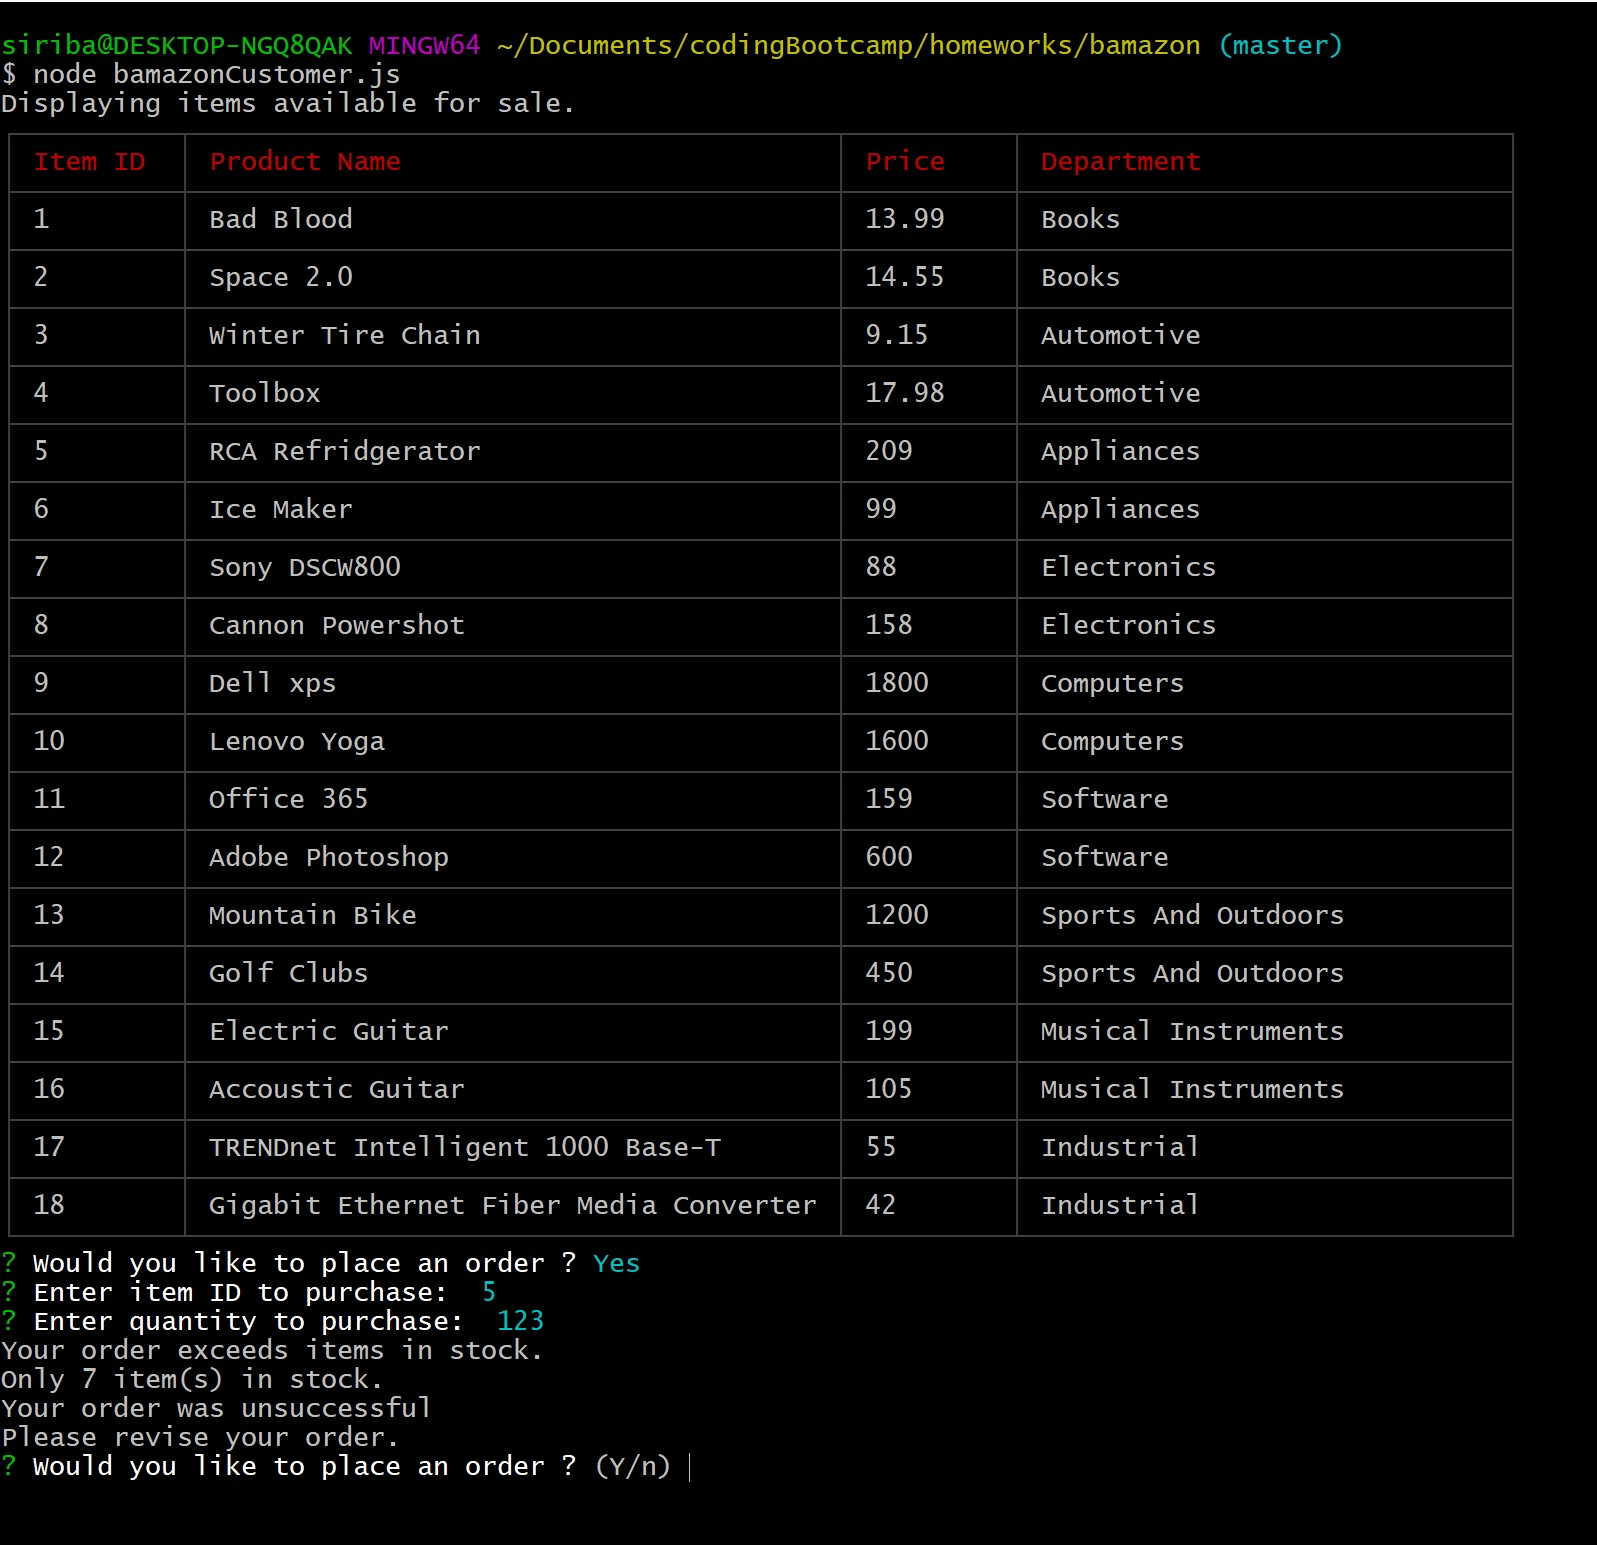 siriba@DESKTOP-NGQ8QAK MINGW64 ~/Documents/codingBootcamp/homeworks/bamazon (master)
$ node bamazonCustomer.js
Displaying items available for sale.
Item ID Product Name Price Department
1 Bad Blood 13.99 Books
2 Space 2.0 14.55 Books
3 Winter Tire Chain 9.15 Automotive
4 Toolbox 17.98 Automotive
5 RCA Refridgerator 209 Appliances
6 Ice Maker 99 Appliances
7 Sony DSCW800 88 Electronics
8 Cannon Powershot 158 Electronics
9 Dell xps 1800 Computers
10 Lenovo Yoga 1600 Computers
11 Office 365 159 Software
12 Adobe Photoshop 600 Software
13 Mountain Bike 1200 Sports And Outdoors
14 Golf Clubs 450 Sports And Outdoors
15 Electric Guitar 199 Musical Instruments
16 Accoustic Guitar 105 Musical Instruments
17 TRENDnet Intelligent 1000 Base-T 55 Industrial
18 Gigabit Ethernet Fiber Media Converter 42 Industrial
? Would you like to place an order ? Yes
? Enter item ID to purchase:  5
? Enter quantity to purchase:  123
Your order exceeds items in stock.
Only 7 item(s) in stock.
Your order was unsuccessful
Please revise your order.
? Would you like to place an order ? (Y/n)